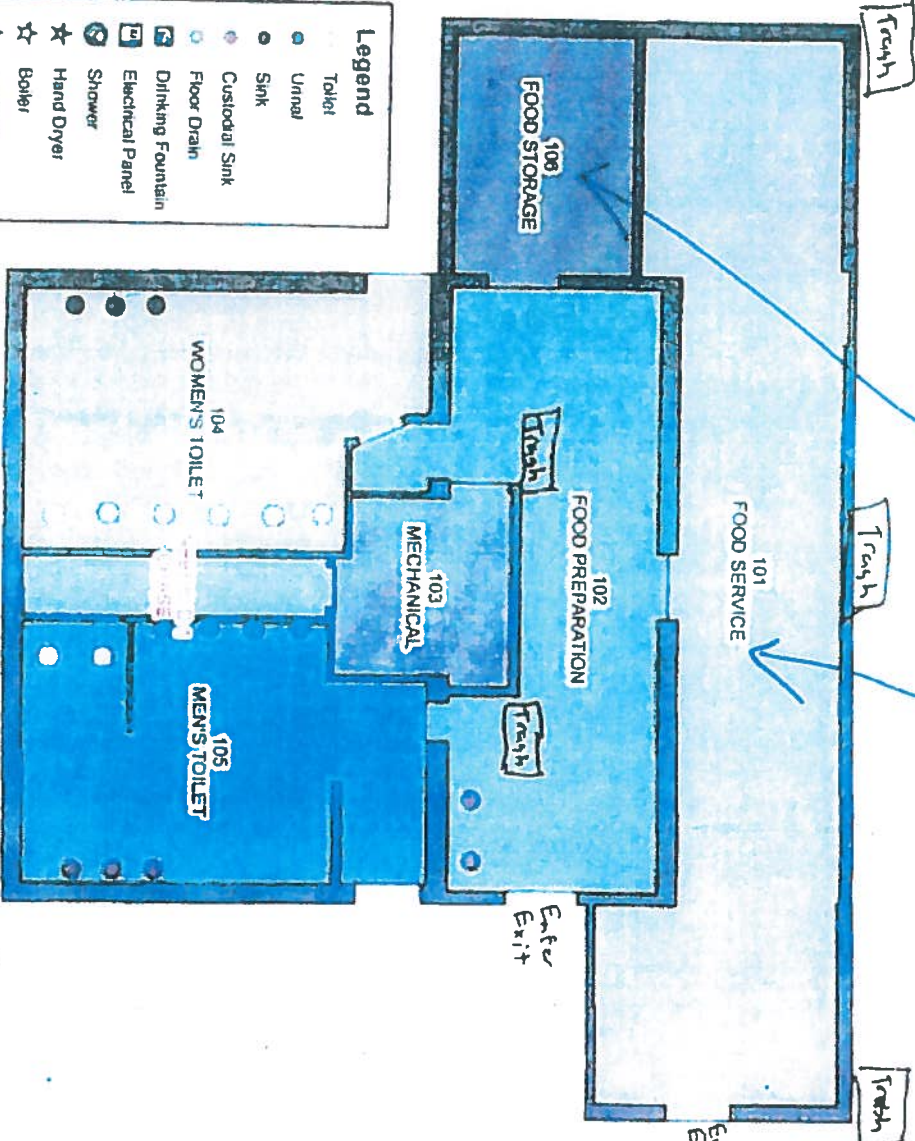 Trash
Trash
Trash
101
FOOD SERVICE
106
FOOD STORAGE
102
FOOD PREPARATION
Trash
Trash
103
MECHANICAL
104
WOMEN'S TOILET
105
MEN'S TOILET
Enter
Exit
Legend
Toilet
Urinal
Sink
Custodial Sink
Floor Drain
Drinking Fountain
Electrical Panel
Shower
Hand Dryer
Boiler